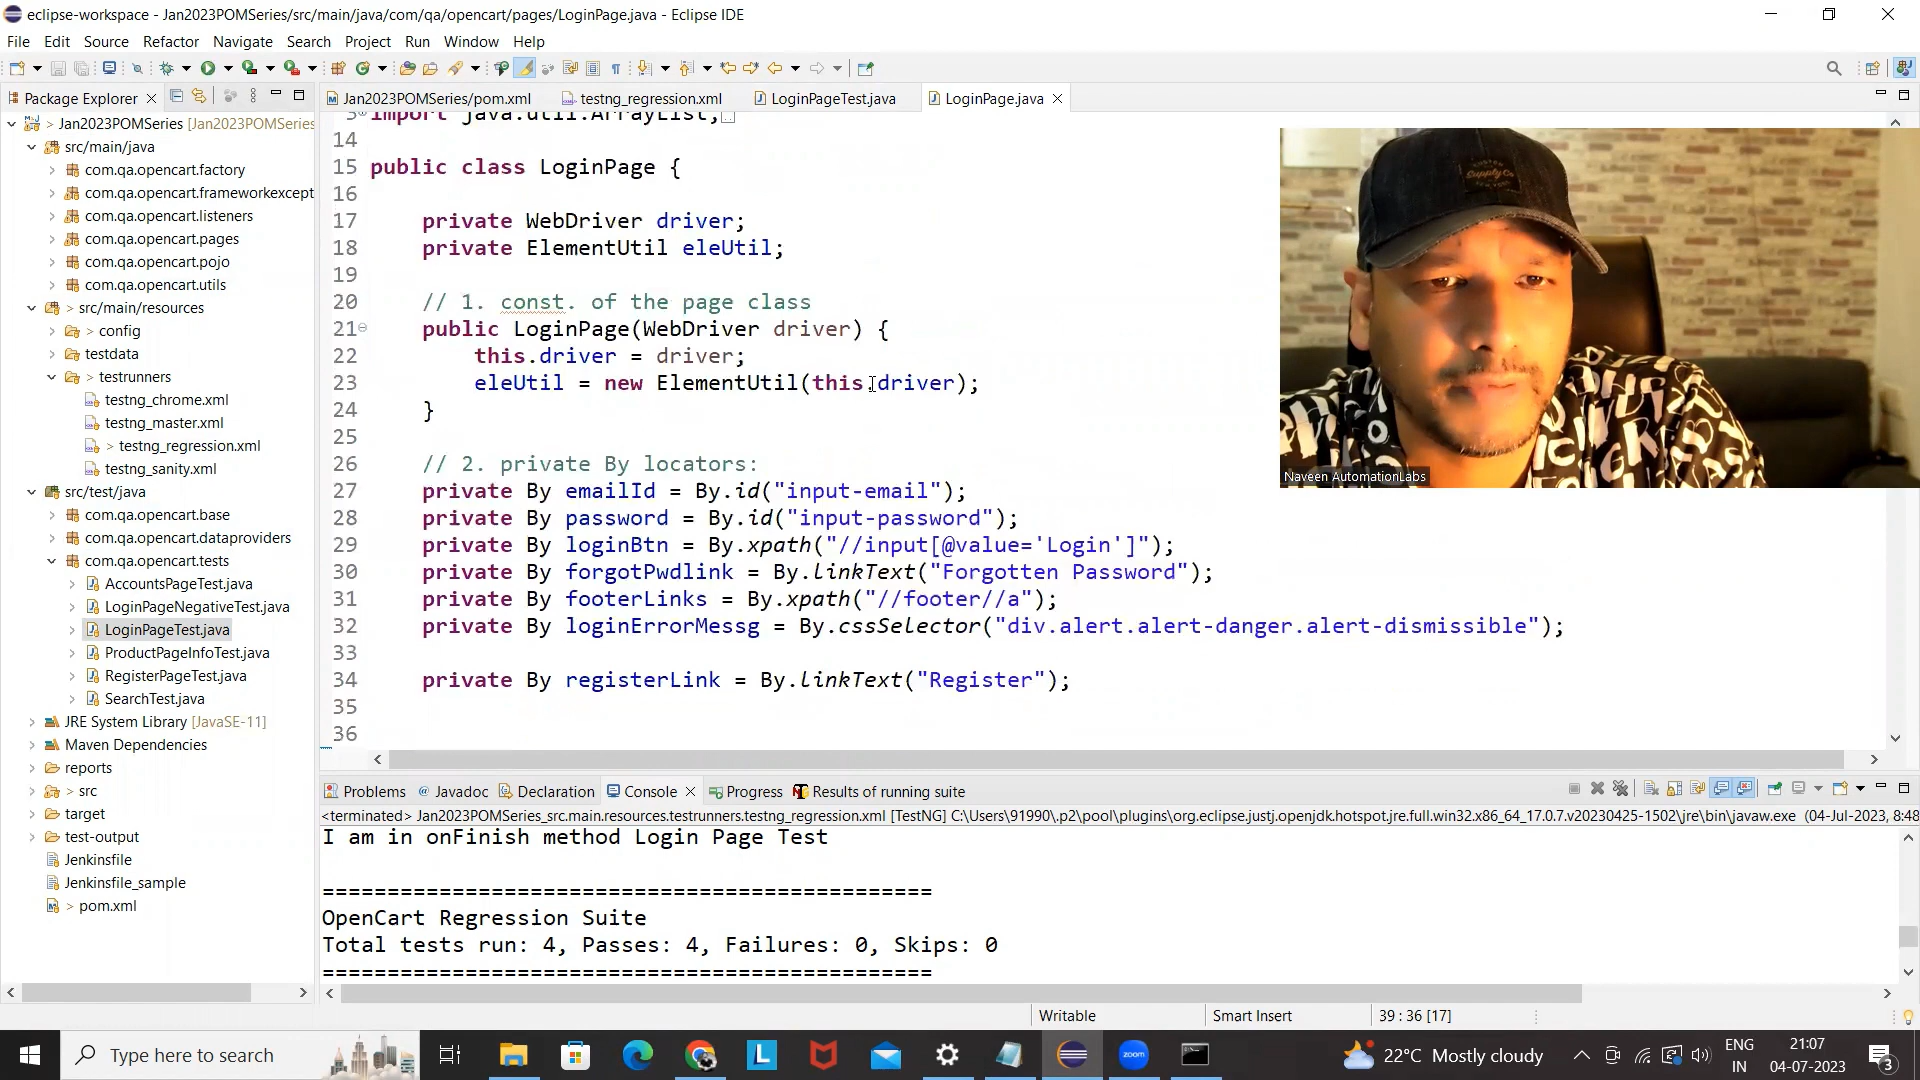 eclipse-workspace - Jan2023POMSeries/src/main/java/com/qa/opencart/pages/LoginPage.java - Eclipse IDE
File Edit Source Refactor Navigate Search Project Run Window Help
Package Explorer
Jan2023POMSeries/pom.xml testng_regression.xml LoginPageTest.java LoginPage.java
> Jan2023POMSeries [Jan2023POMSeries
src/main/java
com.qa.opencart.factory
com.qa.opencart.frameworkexcept
com.qa.opencart.listeners
com.qa.opencart.pages
com.qa.opencart.pojo
com.qa.opencart.utils
> src/main/resources
> config
testdata
> testrunners
testng_chrome.xml
testng_master.xml
> testng_regression.xml
testng_sanity.xml
src/test/java
com.qa.opencart.base
com.qa.opencart.dataproviders
com.qa.opencart.tests
AccountsPageTest.java
LoginPageNegativeTest.java
LoginPageTest.java
ProductPageInfoTest.java
RegisterPageTest.java
SearchTest.java
JRE System Library [JavaSE-11]
Maven Dependencies
reports
> src
target
test-output
Jenkinsfile
Jenkinsfile_sample
> pom.xml
3 import java.util.ArrayList;
14
15 public class LoginPage {
16
17 private WebDriver driver;
18 private ElementUtil eleUtil;
19
20 // 1. const. of the page class
21 public LoginPage(WebDriver driver) {
22 this.driver = driver;
23 eleUtil = new ElementUtil(this.driver);
24 }
25
26 // 2. private By locators:
27 private By emailId = By.id("input-email");
28 private By password = By.id("input-password");
29 private By loginBtn = By.xpath("//input[@value='Login']");
30 private By forgotPwdlink = By.linkText("Forgotten Password");
31 private By footerLinks = By.xpath("//footer//a");
32 private By loginErrorMessg = By.cssSelector("div.alert.alert-danger.alert-dismissible");
33
34 private By registerLink = By.linkText("Register");
35
36
Naveen AutomationLabs
Problems @ Javadoc Declaration Console Progress Results of running suite
<terminated> Jan2023POMSeries_src.main.resources.testrunners.testng_regression.xml [TestNG] C:\Users\91990\.p2\pool\plugins\org.eclipse.justj.openjdk.hotspot.jre.full.win32.x86_64_17.0.7.v20230425-1502\jre\bin\javaw.exe (04-Jul-2023, 8:48
I am in onFinish method Login Page Test
===============================================
OpenCart Regression Suite
Total tests run: 4, Passes: 4, Failures: 0, Skips: 0
===============================================
Writable Smart Insert 39 : 36 [17]
Type here to search
zoom
22°C Mostly cloudy
ENG
IN
21:07
04-07-2023
3